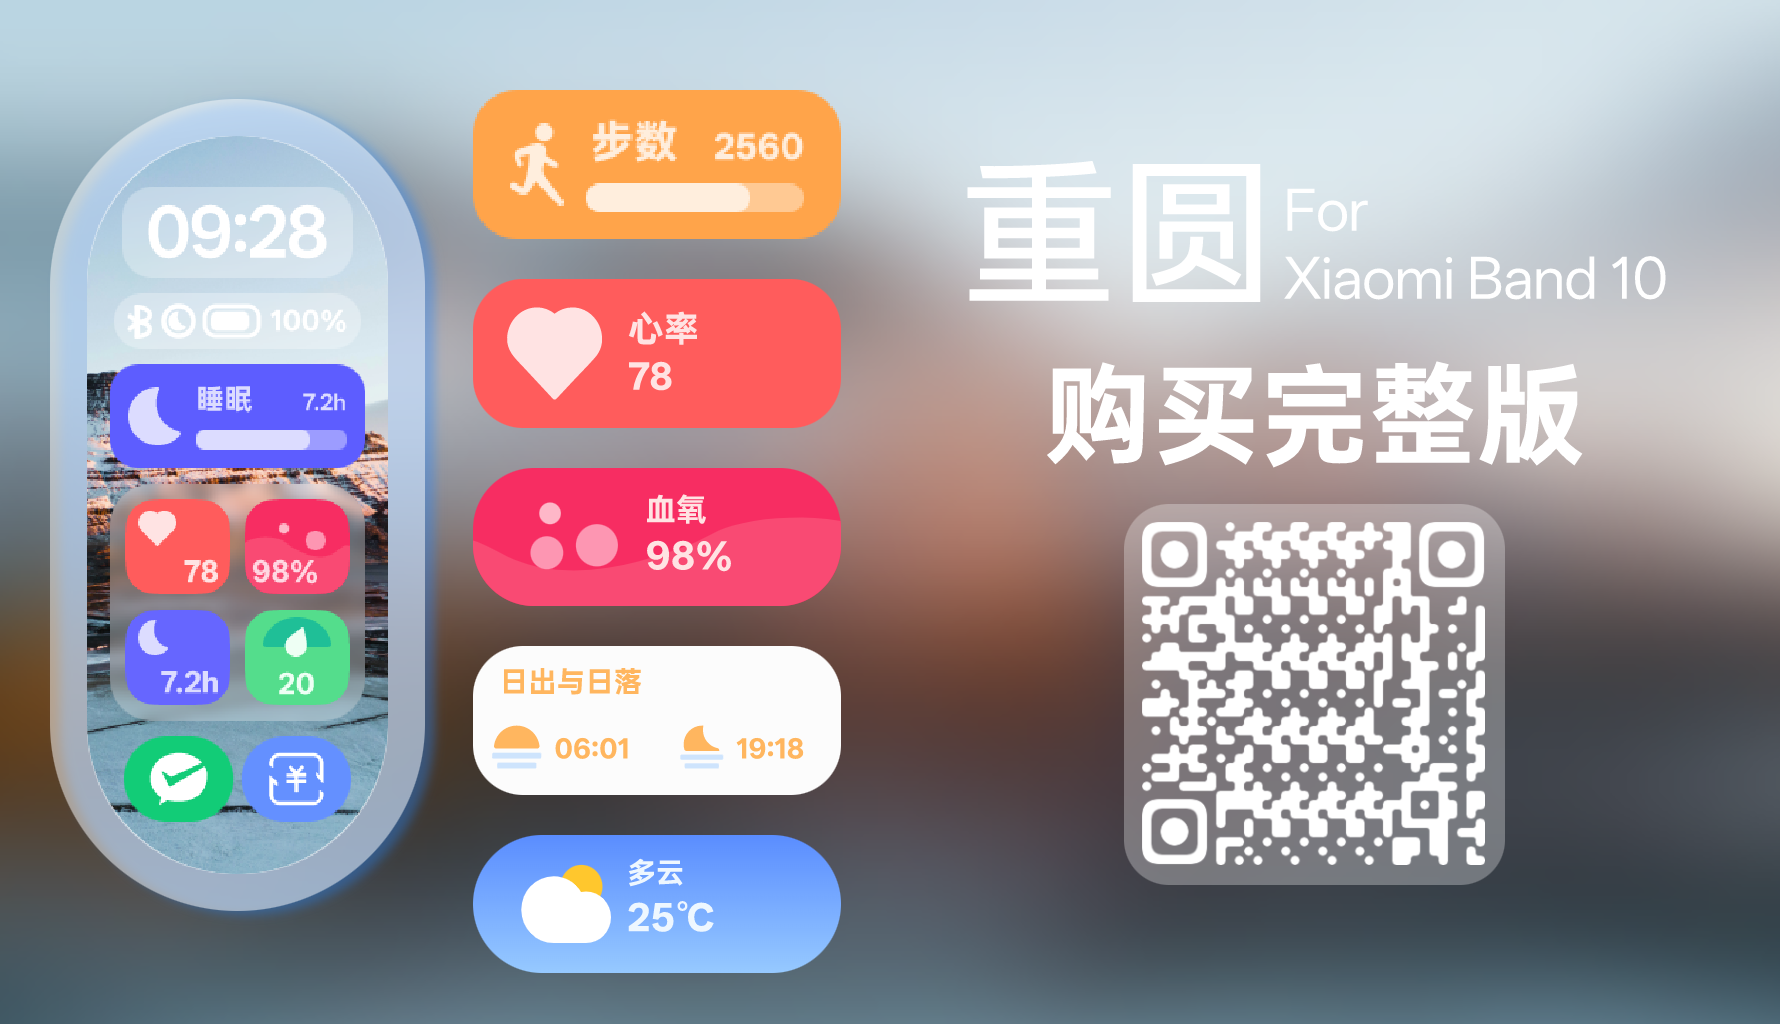 09:28
100%
睡眠 7.2h
78 98%
7.2h 20
步数 2560
心率
78
血氧
98%
日出与日落
06:01 19:18
多云
25℃
重圆 For
Xiaomi Band 10
购买完整版